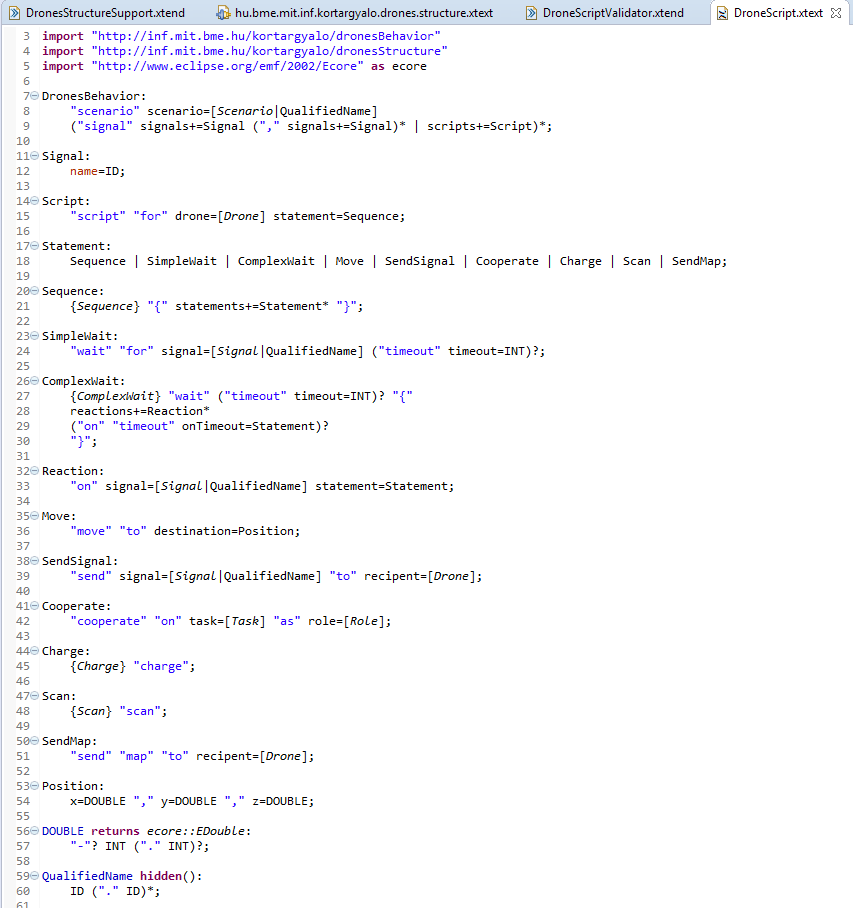 DronesStructureSupport.xtend hu.bme.mit.inf.kortargyalo.drones.structure.xtext DroneScriptValidator.xtend DroneScript.xtext
3 import "http://inf.mit.bme.hu/kortargyalo/dronesBehavior"
4 import "http://inf.mit.bme.hu/kortargyalo/dronesStructure"
5 import "http://www.eclipse.org/emf/2002/Ecore" as ecore
6
7 DronesBehavior:
8 "scenario" scenario=[Scenario|QualifiedName]
9 ("signal" signals+=Signal ("," signals+=Signal)* | scripts+=Script)*;
10
11 Signal:
12 name=ID;
13
14 Script:
15 "script" "for" drone=[Drone] statement=Sequence;
16
17 Statement:
18 Sequence | SimpleWait | ComplexWait | Move | SendSignal | Cooperate | Charge | Scan | SendMap;
19
20 Sequence:
21 {Sequence} "{" statements+=Statement* "}";
22
23 SimpleWait:
24 "wait" "for" signal=[Signal|QualifiedName] ("timeout" timeout=INT)?;
25
26 ComplexWait:
27 {ComplexWait} "wait" ("timeout" timeout=INT)? "{"
28 reactions+=Reaction*
29 ("on" "timeout" onTimeout=Statement)?
30 "}";
31
32 Reaction:
33 "on" signal=[Signal|QualifiedName] statement=Statement;
34
35 Move:
36 "move" "to" destination=Position;
37
38 SendSignal:
39 "send" signal=[Signal|QualifiedName] "to" recipent=[Drone];
40
41 Cooperate:
42 "cooperate" "on" task=[Task] "as" role=[Role];
43
44 Charge:
45 {Charge} "charge";
46
47 Scan:
48 {Scan} "scan";
49
50 SendMap:
51 "send" "map" "to" recipent=[Drone];
52
53 Position:
54 x=DOUBLE "," y=DOUBLE "," z=DOUBLE;
55
56 DOUBLE returns ecore::EDouble:
57 "-"? INT ("." INT)?;
58
59 QualifiedName hidden():
60 ID ("." ID)*;
61